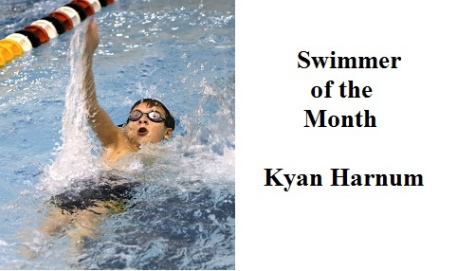 Swimmer
of the
Month
Kyan Harnum